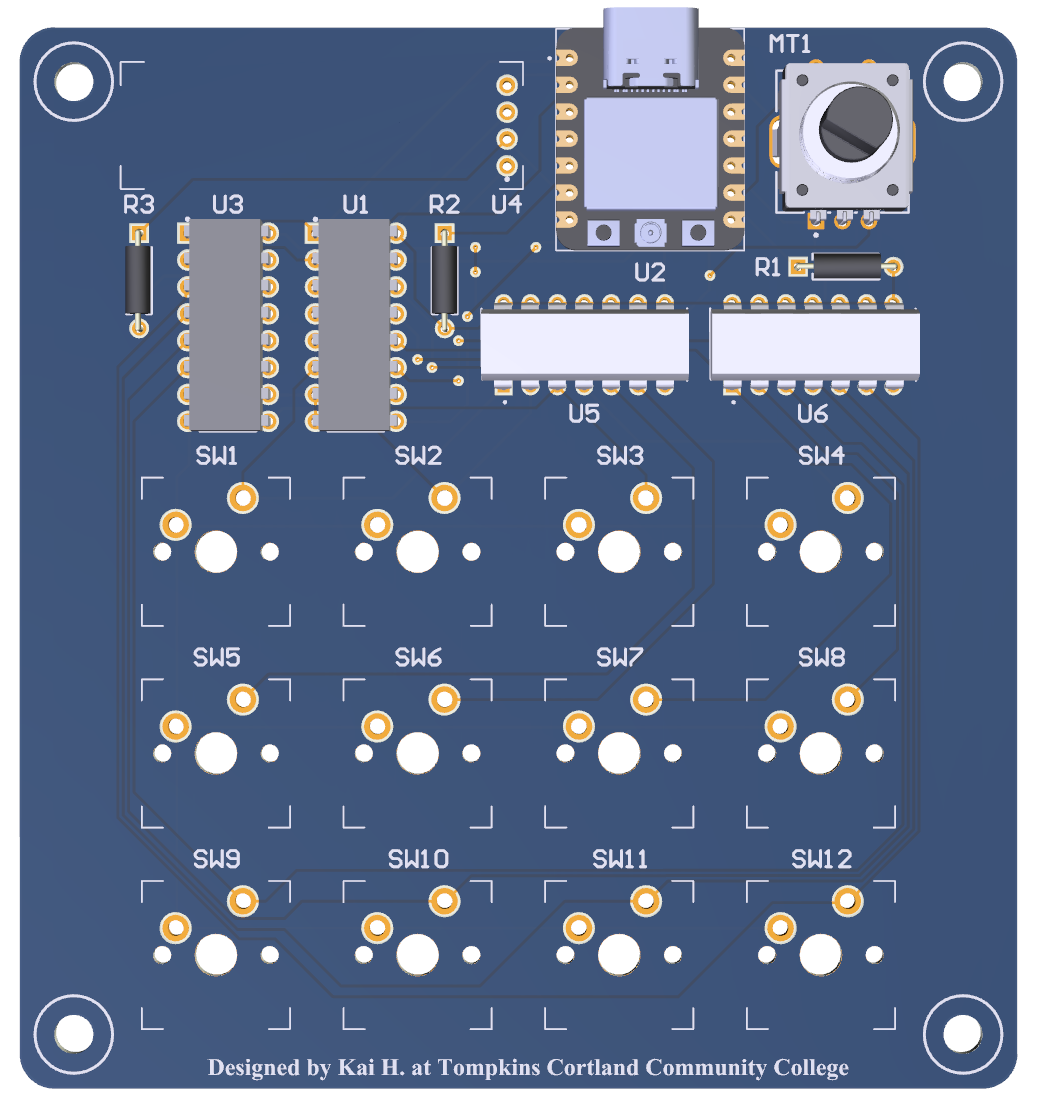 MT1
R3 U3 U1 R2 U4
U2 R1
U5 U6
SW1 SW2 SW3 SW4
SW5 SW6 SW7 SW8
SW9 SW10 SW11 SW12
Designed by Kai H. at Tompkins Cortland Community College